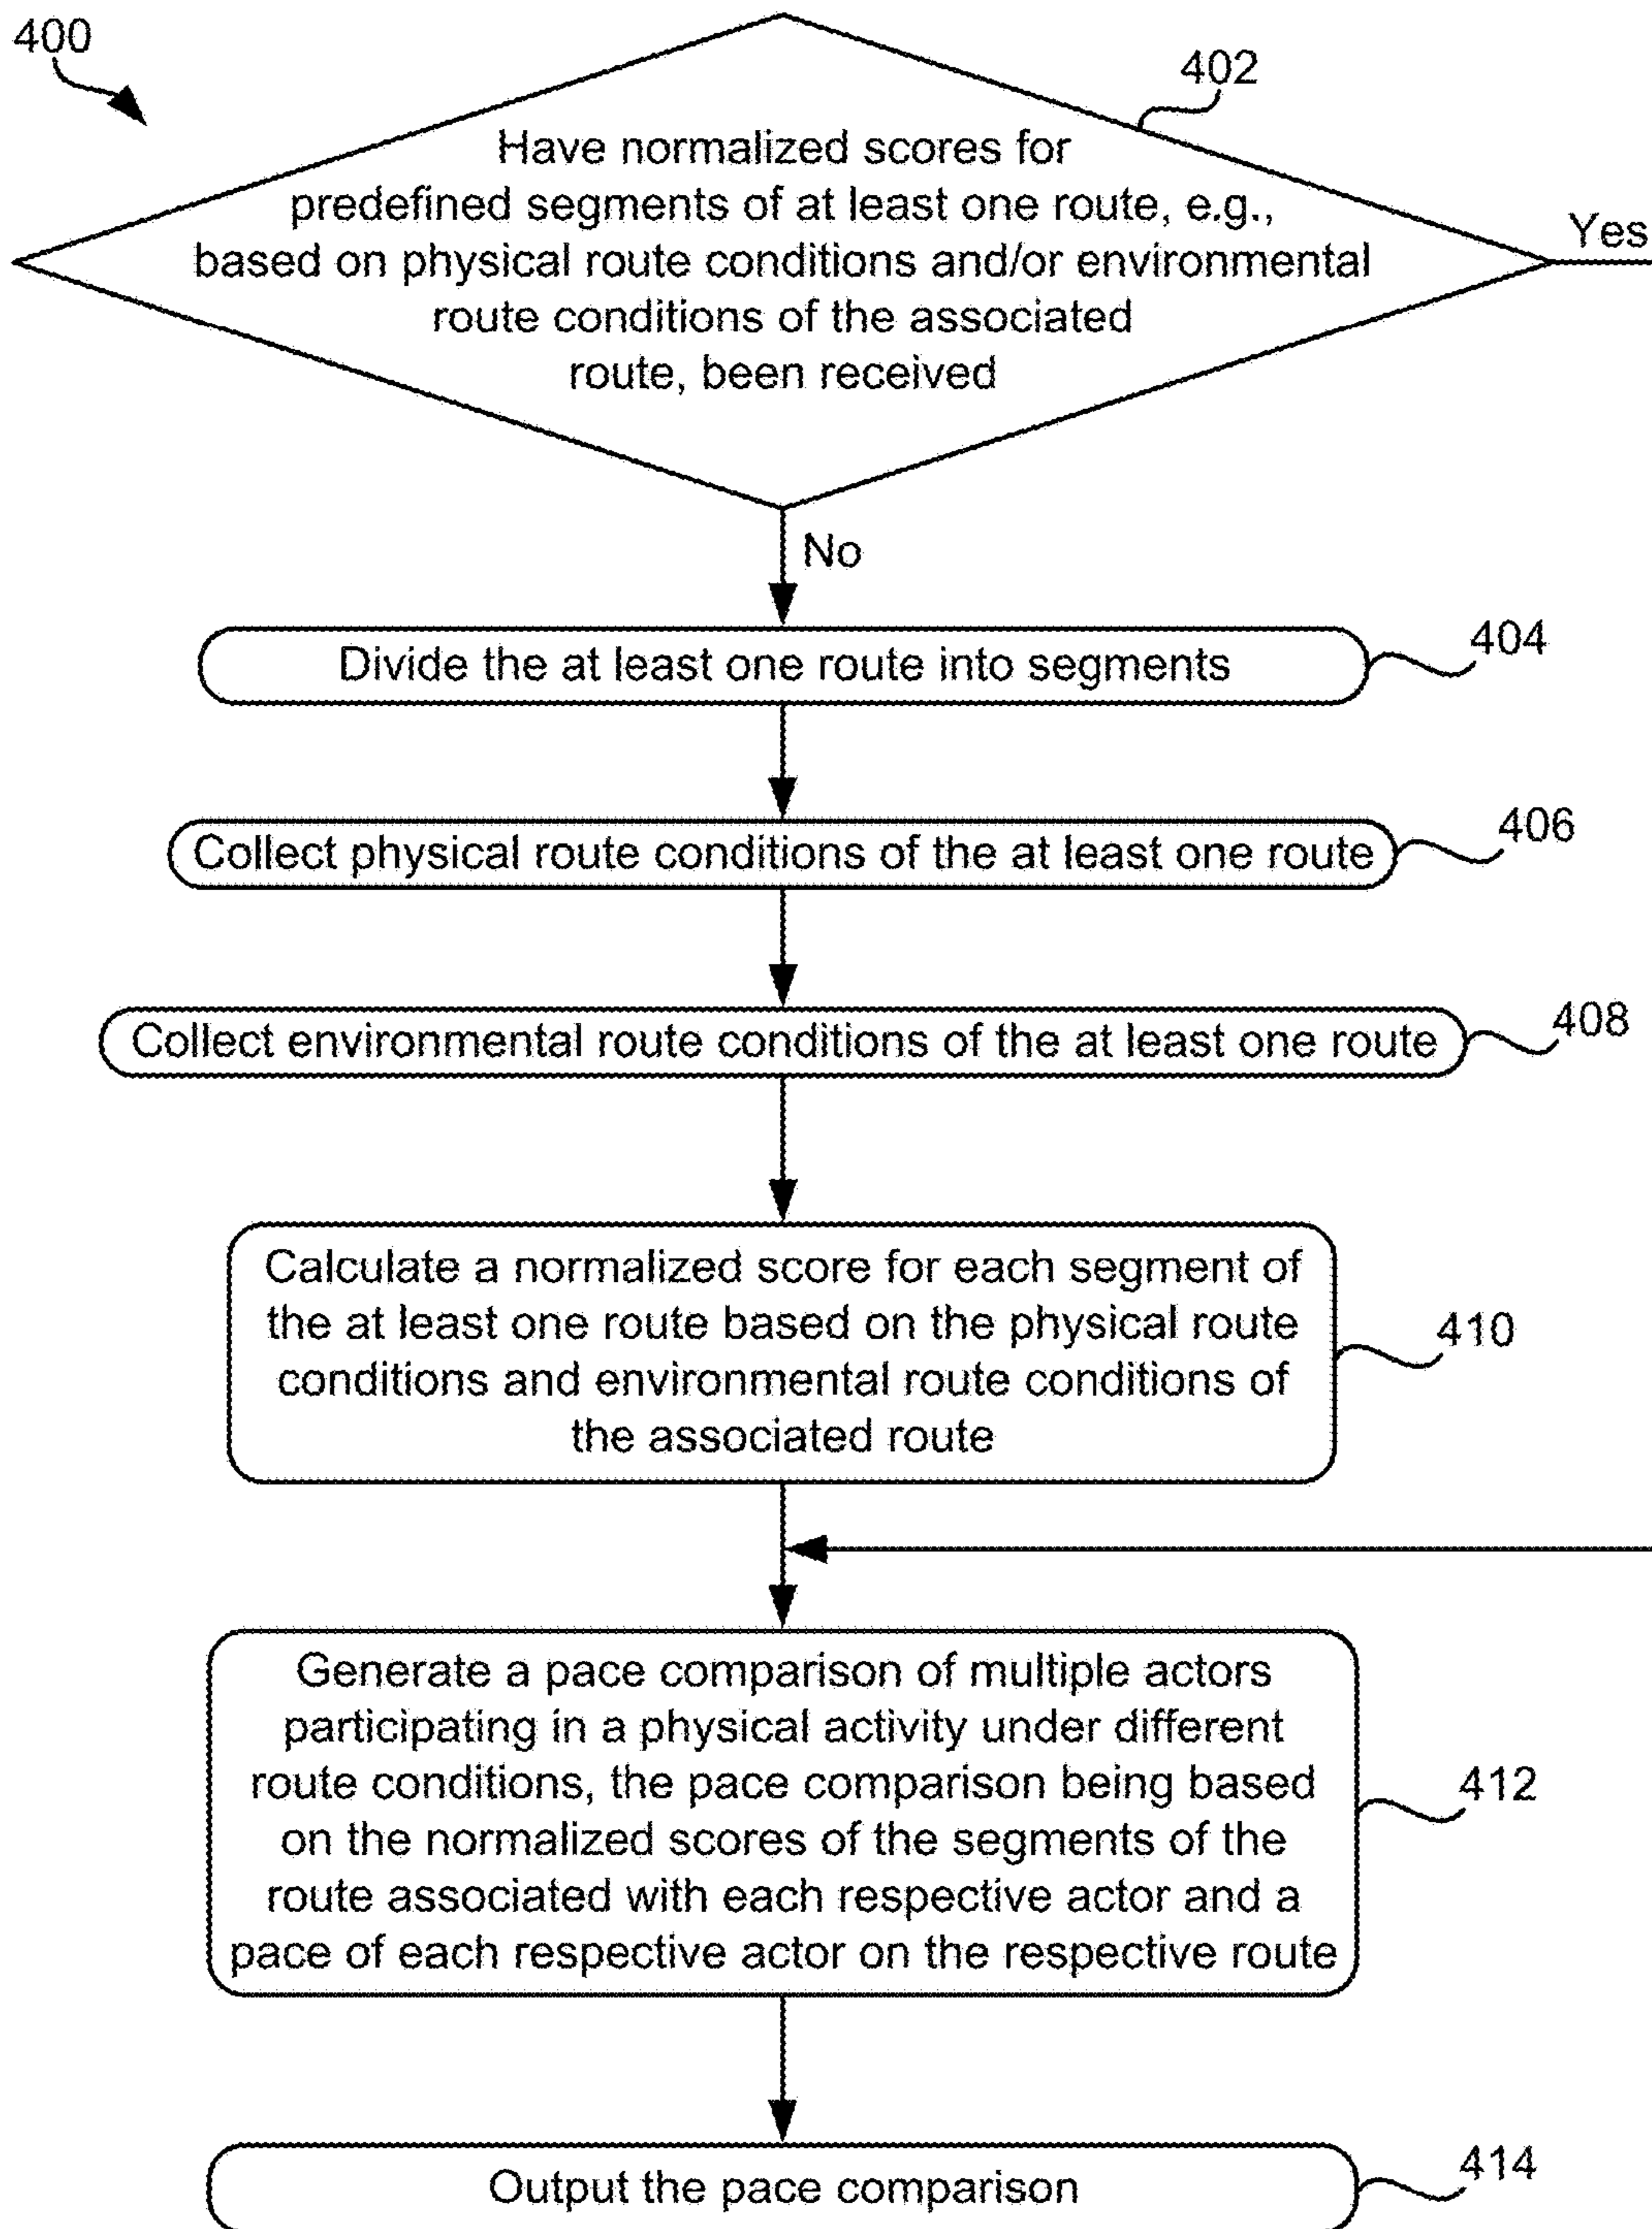 400
402
Have normalized scores for
predefined segments of at least one route, e.g.,
based on physical route conditions and/or environmental
route conditions of the associated
route, been received
Yes
No
Divide the at least one route into segments
404
Collect physical route conditions of the at least one route
406
Collect environmental route conditions of the at least one route
408
Calculate a normalized score for each segment of
the at least one route based on the physical route
conditions and environmental route conditions of
the associated route
410
Generate a pace comparison of multiple actors
participating in a physical activity under different
route conditions, the pace comparison being based
on the normalized scores of the segments of the
route associated with each respective actor and a
pace of each respective actor on the respective route
412
Output the pace comparison
414